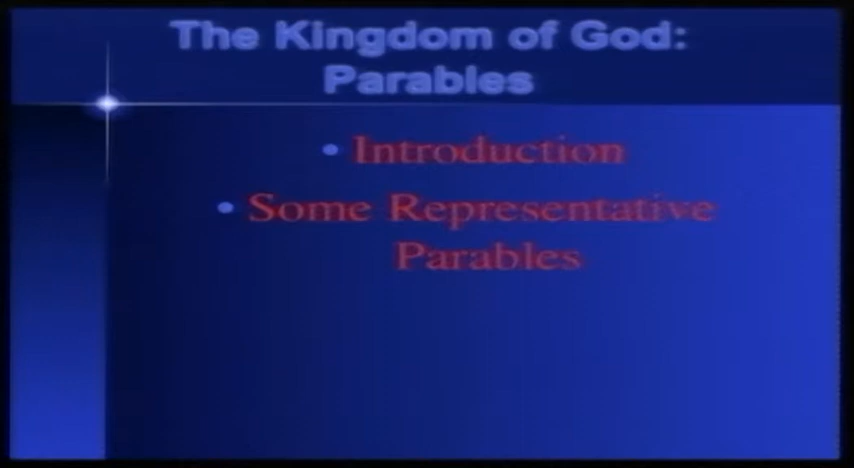 The Kingdom of God:
Parables
• Introduction
• Some Representative
Parables